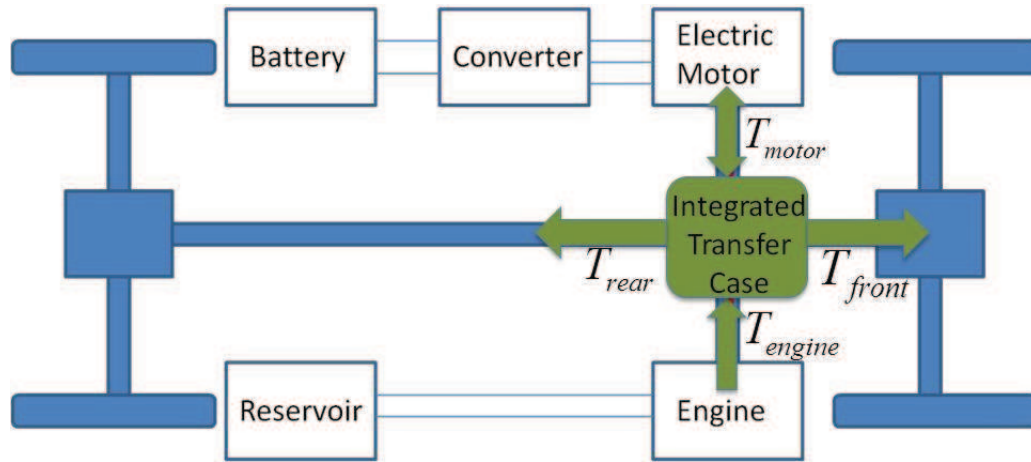 Battery
Converter
Electric
Motor
T_motor
Integrated
Transfer
Case
T_rear
T_front
T_engine
Reservoir
Engine